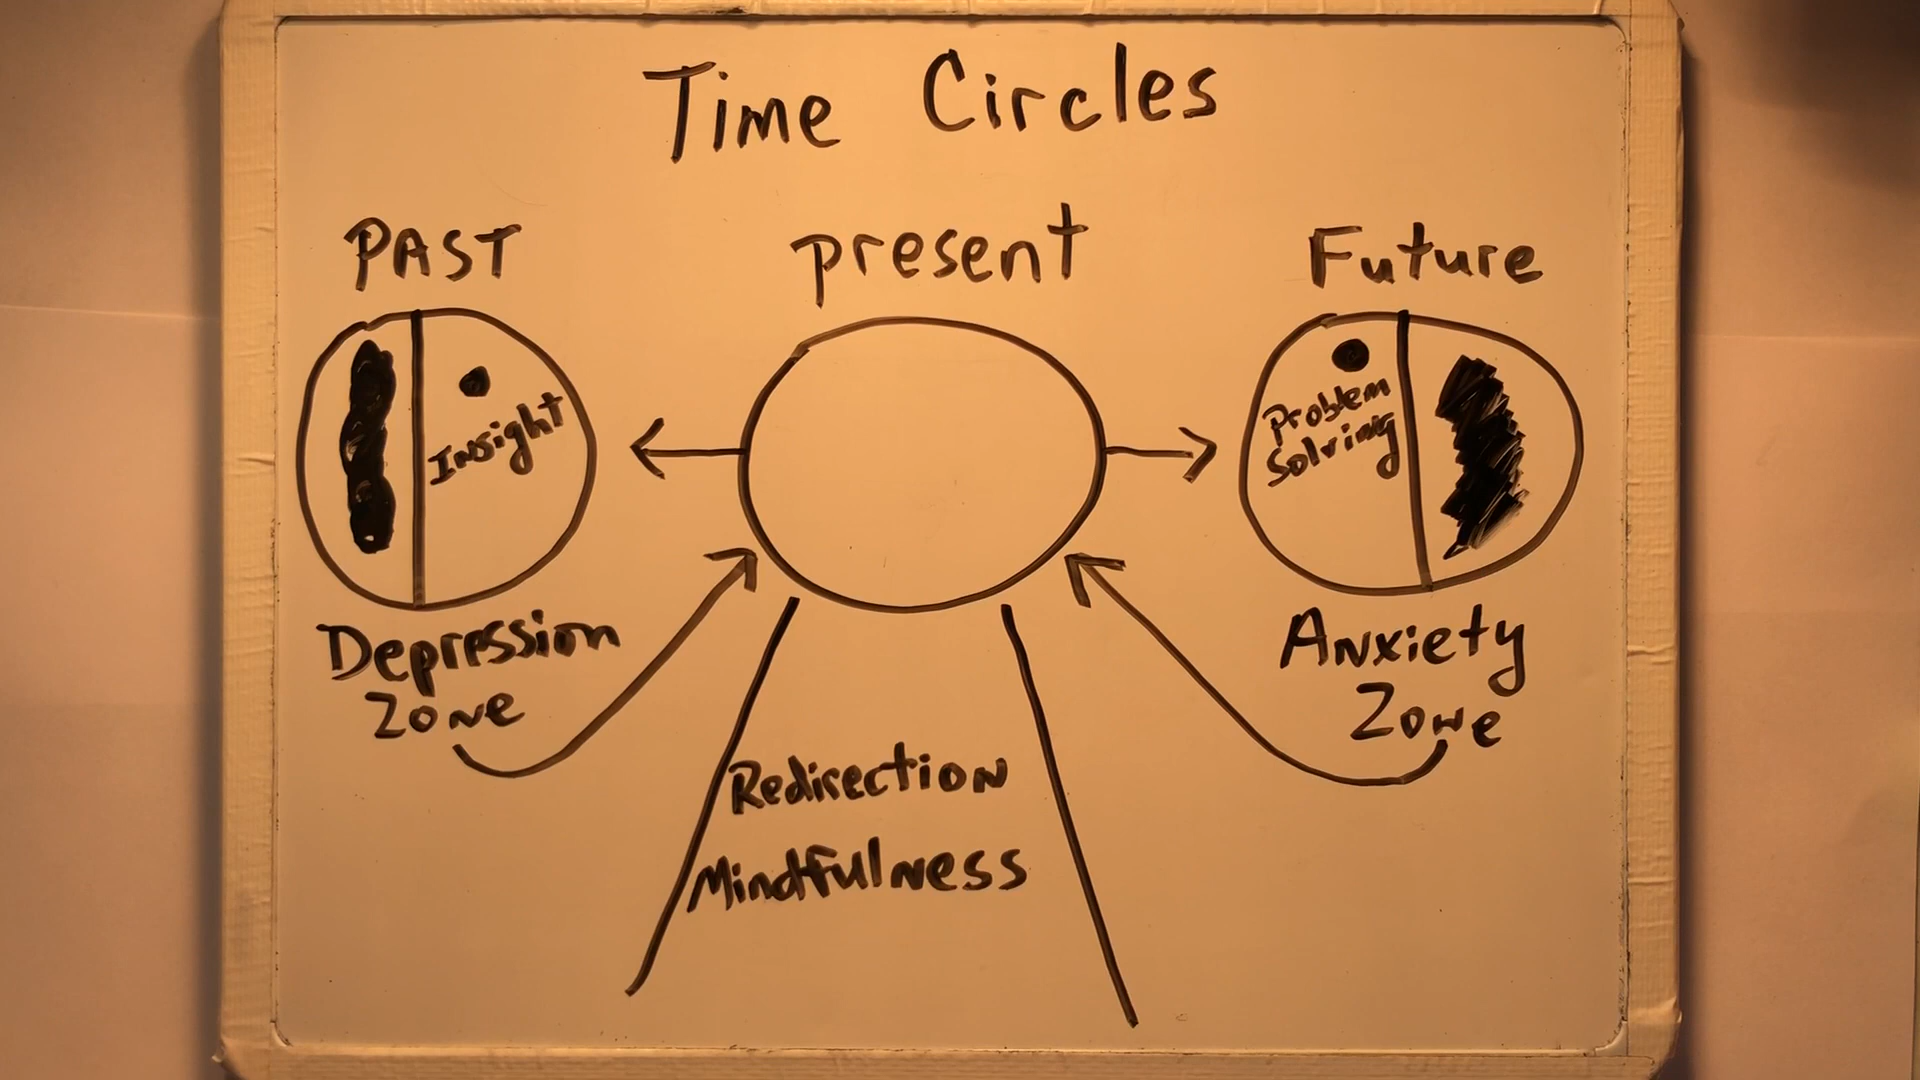 Time Circles
PAST
present
Future
Insight
Problem
Solving
Depression
Zone
Anxiety
Zone
Redirection
Mindfulness